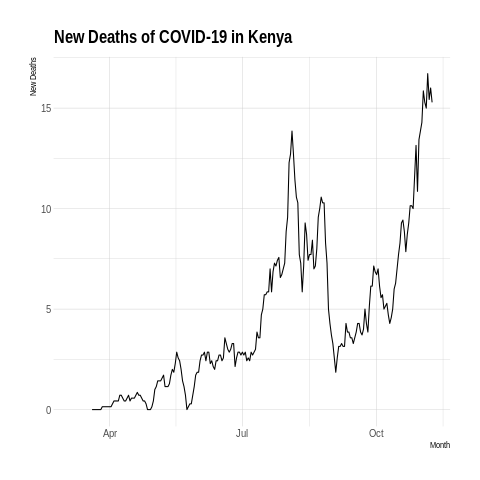 New Deaths of COVID-19 in Kenya
New Deaths
15
10
5
0
Apr
Jul
Oct
Month